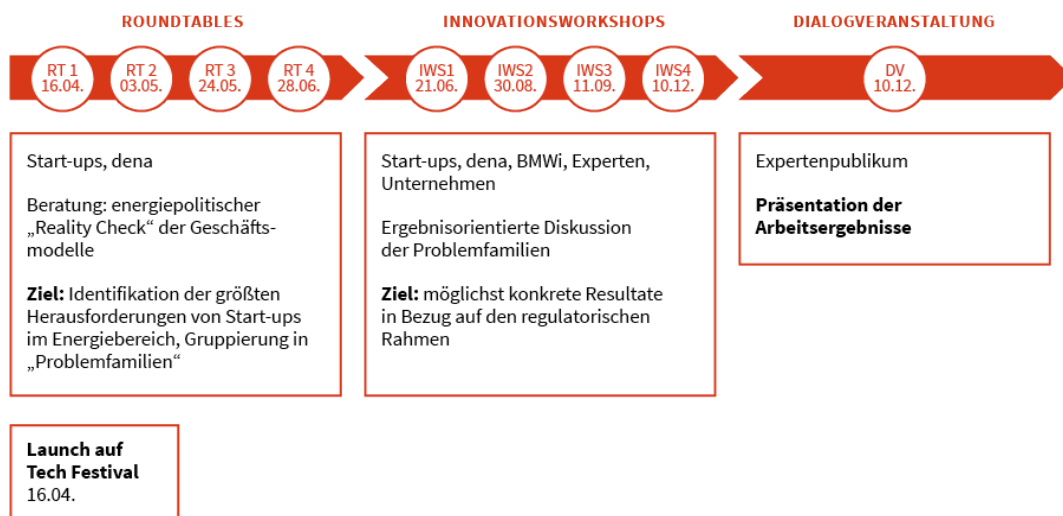 ROUNDTABLES
RT 1
16.04.
RT 2
03.05.
RT 3
24.05.
RT 4
28.06.
Start-ups, dena
Beratung: energiepolitischer
„Reality Check“ der Geschäfts-
modelle
Ziel: Identifikation der größten
Herausforderungen von Start-ups
im Energiebereich, Gruppierung in
„Problemfamilien“
Launch auf
Tech Festival
16.04.
INNOVATIONSWORKSHOPS
IWS1
21.06.
IWS2
30.08.
IWS3
11.09.
IWS4
10.12.
Start-ups, dena, BMWi, Experten,
Unternehmen
Ergebnisorientierte Diskussion
der Problemfamilien
Ziel: möglichst konkrete Resultate
in Bezug auf den regulatorischen
Rahmen
DIALOGVERANSTALTUNG
DV
10.12.
Expertenpublikum
Präsentation der
Arbeitsergebnisse